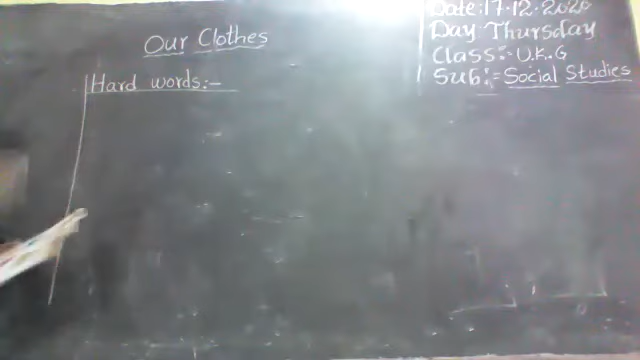 Date:17.12.2020
Day: Thursday
Class:- U.K.G
Sub:- Social Studies
Our Clothes
Hard words:-